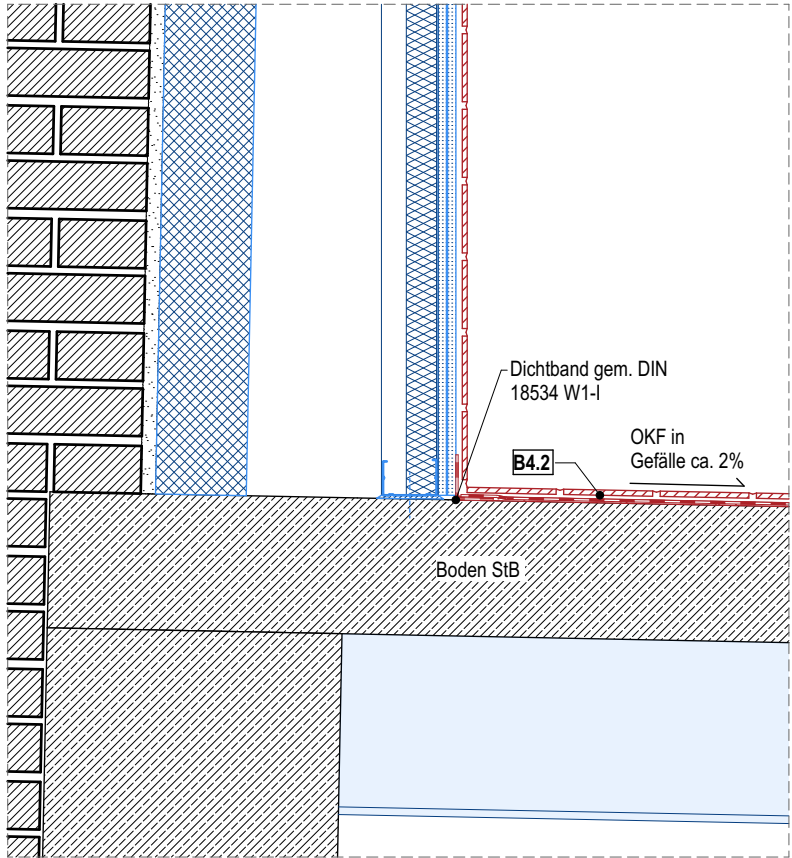 Dichtband gem. DIN
18534 W1-I
B4.2
OKF in
Gefälle ca. 2%
Boden StB